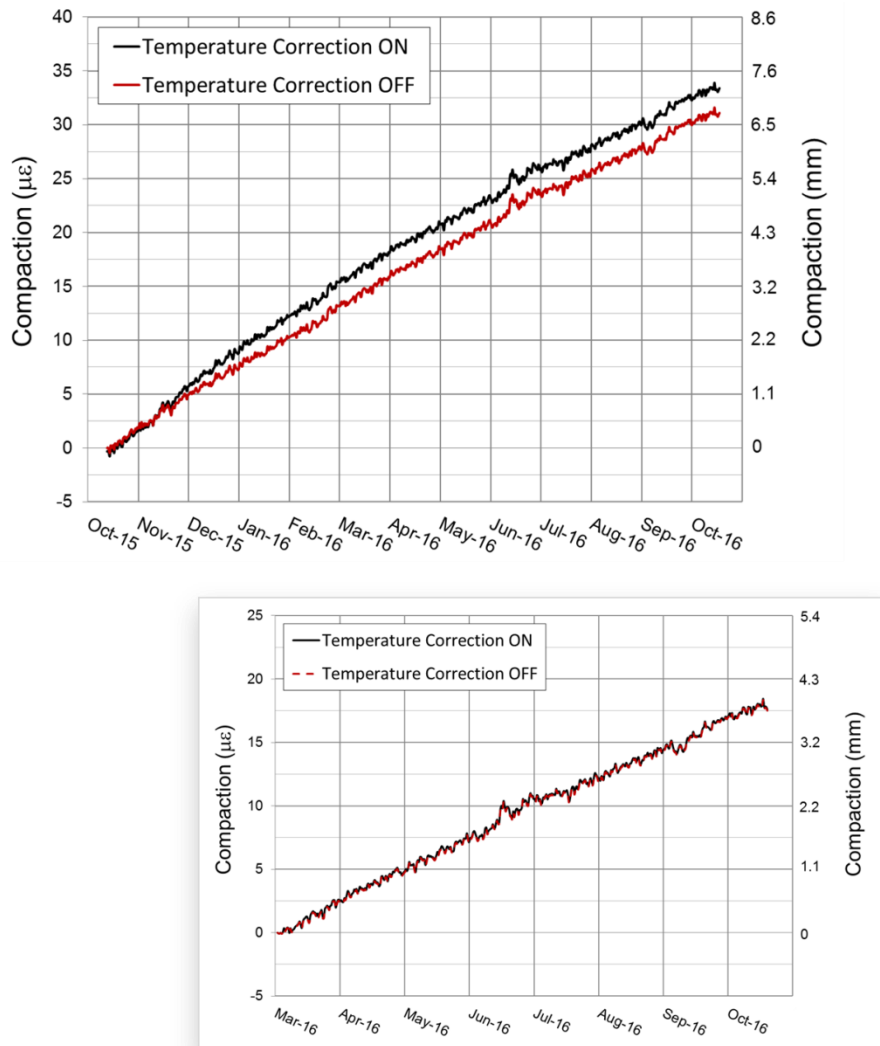 40
35
30
25
20
15
10
5
0
-5
8.6
7.6
6.5
5.4
4.3
3.2
2.2
1.1
0
Compaction (με)
Compaction (mm)
Temperature Correction ON
Temperature Correction OFF
Oct-15
Nov-15
Dec-15
Jan-16
Feb-16
Mar-16
Apr-16
May-16
Jun-16
Jul-16
Aug-16
Sep-16
Oct-16
25
20
15
10
5
0
-5
5.4
4.3
3.2
2.2
1.1
0
Compaction (με)
Compaction (mm)
Temperature Correction ON
Temperature Correction OFF
Mar-16
Apr-16
May-16
Jun-16
Jul-16
Aug-16
Sep-16
Oct-16